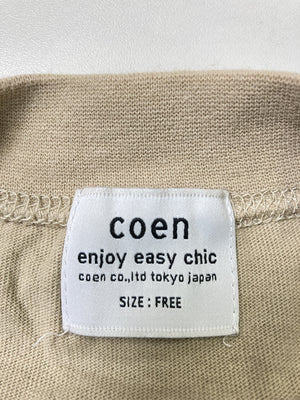 coen
enjoy easy chic
coen co.,ltd tokyo japan
SIZE : FREE